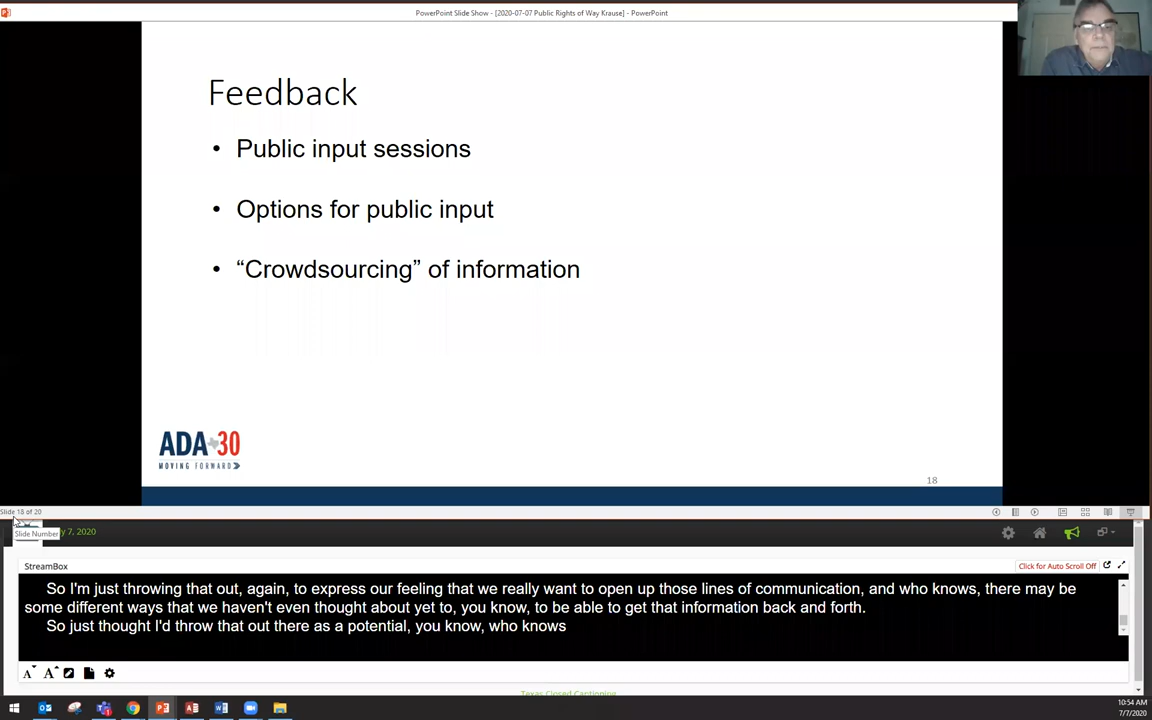 PowerPoint Slide Show - [2020-07-07 Public Rights of Way Krause] - PowerPoint
Feedback
• Public input sessions
• Options for public input
• “Crowdsourcing” of information
ADA 30
MOVING FORWARD
18
Slide 18 of 20
Slide Number
y 7, 2020
StreamBox
Click for Auto Scroll Off
So I'm just throwing that out, again, to express our feeling that we really want to open up those lines of communication, and who knows, there may be
some different ways that we haven't even thought about yet to, you know, to be able to get that information back and forth.
So just thought I'd throw that out there as a potential, you know, who knows
A A
Texas Closed Captioning
10:54 AM
7/7/2020